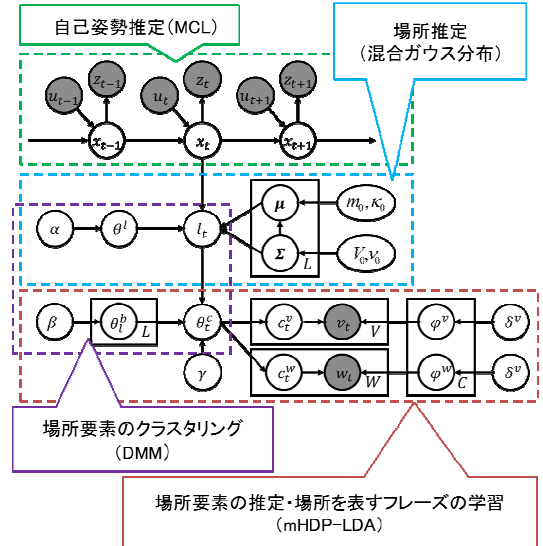 自己姿勢推定(MCL)
場所推定
(混合ガウス分布)
u_{t-1} z_{t-1} u_t z_t u_{t+1} z_{t+1}
x_{t-1} x_t x_{t+1}
α θ^l l_t μ m_0, κ_0
Σ V_0, ν_0
L
β θ_l^b L θ_t^c c_t^v v_t V φ^v δ^v
γ c_t^w w_t W φ^w C δ^v
場所要素のクラスタリング
(DMM)
場所要素の推定・場所を表すフレーズの学習
(mHDP-LDA)